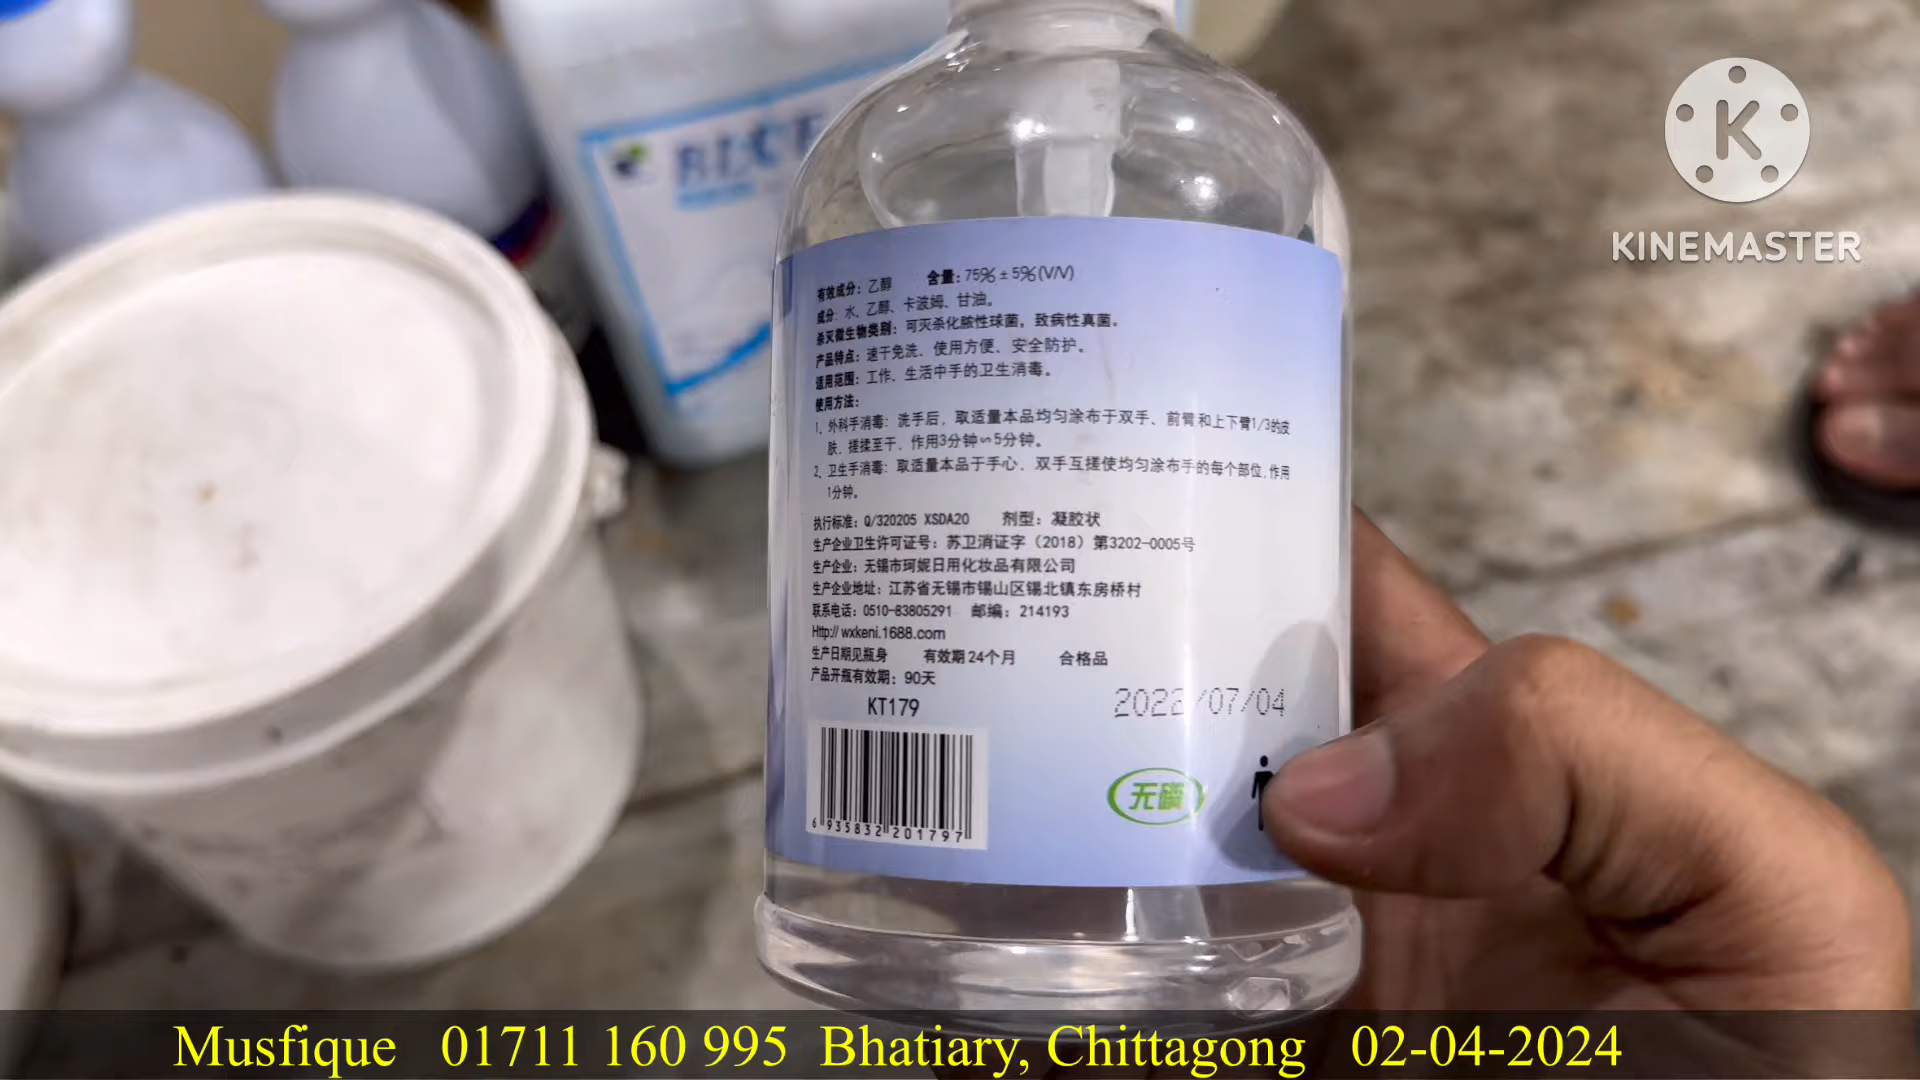 有效成分：乙醇 含量：75%±5%(V/V)
成分：水、乙醇、卡波姆、甘油。
杀灭微生物类别：可灭杀化脓性球菌，致病性真菌。
产品特点：速干免洗、使用方便、安全防护。
适用范围：工作、生活中手的卫生消毒。
使用方法：
1、外科手消毒：洗手后，取适量本品均匀涂布于双手、前臂和上下臂1/3的皮
肤，搓揉至干，作用3分钟~5分钟。
2、卫生手消毒：取适量本品于手心，双手互搓使均匀涂布手的每个部位，作用
1分钟。
执行标准：Q/320205 XSDA20 剂型：凝胶状
生产企业卫生许可证号：苏卫消证字（2018）第3202-0005号
生产企业：无锡市珂妮日用化妆品有限公司
生产企业地址：江苏省无锡市锡山区锡北镇东房桥村
联系电话：0510-83805291 邮编：214193
Http://wxkeni.1688.com
生产日期见瓶身 有效期24个月 合格品
产品开瓶有效期：90天
KT179
2022/07/04
无磷
6 935832 201797
K
KINEMASTER
Musfique 01711 160 995 Bhatiary, Chittagong 02-04-2024